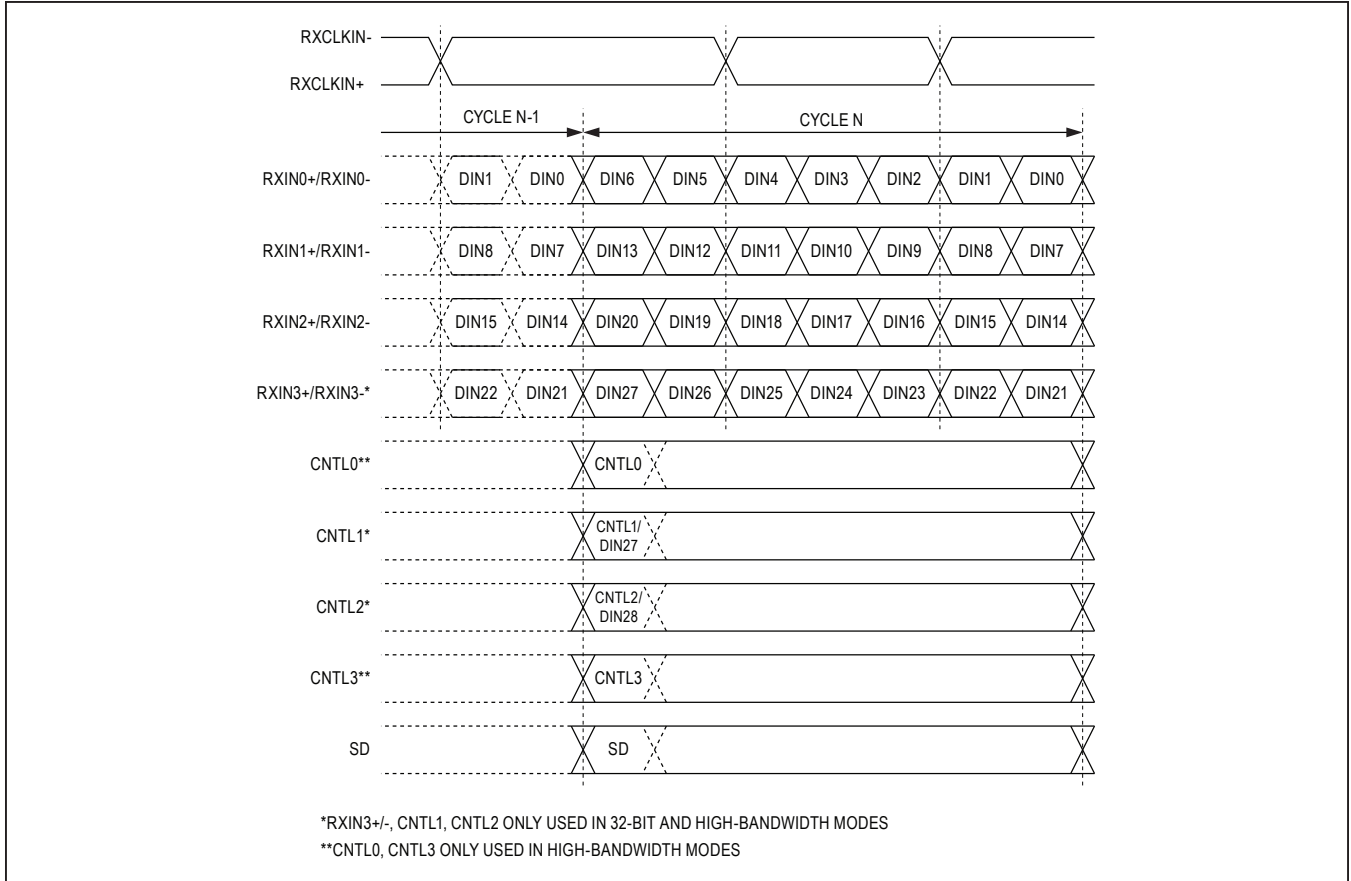 RXCLKIN-
RXCLKIN+
CYCLE N-1 CYCLE N
RXIN0+/RXIN0- DIN1 DIN0 DIN6 DIN5 DIN4 DIN3 DIN2 DIN1 DIN0
RXIN1+/RXIN1- DIN8 DIN7 DIN13 DIN12 DIN11 DIN10 DIN9 DIN8 DIN7
RXIN2+/RXIN2- DIN15 DIN14 DIN20 DIN19 DIN18 DIN17 DIN16 DIN15 DIN14
RXIN3+/RXIN3-* DIN22 DIN21 DIN27 DIN26 DIN25 DIN24 DIN23 DIN22 DIN21
CNTL0** CNTL0
CNTL1* CNTL1/
DIN27
CNTL2* CNTL2/
DIN28
CNTL3** CNTL3
SD SD
*RXIN3+/-, CNTL1, CNTL2 ONLY USED IN 32-BIT AND HIGH-BANDWIDTH MODES
**CNTL0, CNTL3 ONLY USED IN HIGH-BANDWIDTH MODES